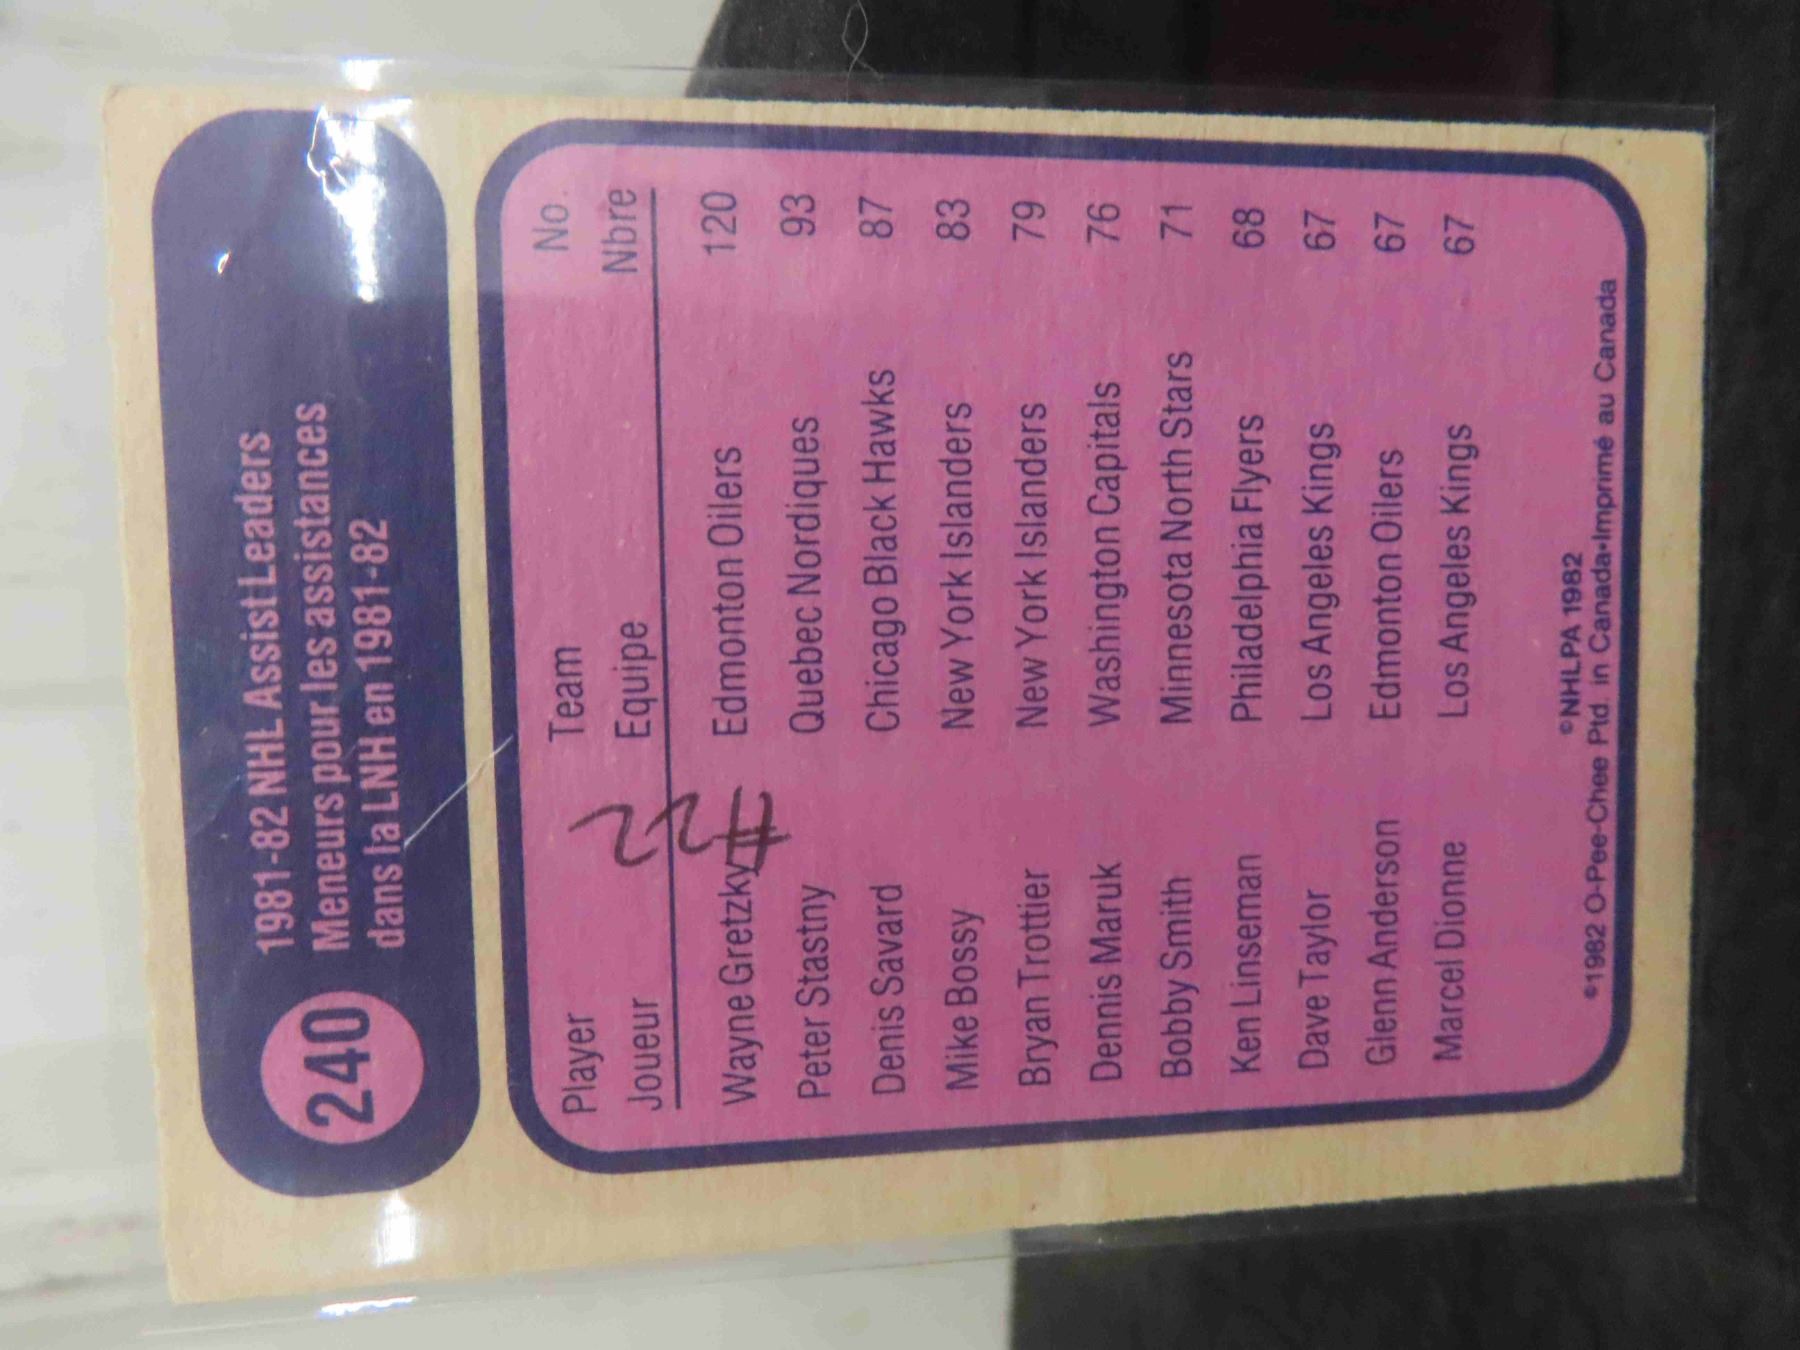 240
1981-82 NHL Assist Leaders
Meneurs pour les assistances
dans la LNH en 1981-82
Player Team No.
Joueur Equipe Nbre
#22
Wayne Gretzky Edmonton Oilers 120
Peter Stastny Quebec Nordiques 93
Denis Savard Chicago Black Hawks 87
Mike Bossy New York Islanders 83
Bryan Trottier New York Islanders 79
Dennis Maruk Washington Capitals 76
Bobby Smith Minnesota North Stars 71
Ken Linseman Philadelphia Flyers 68
Dave Taylor Los Angeles Kings 67
Glenn Anderson Edmonton Oilers 67
Marcel Dionne Los Angeles Kings 67
©NHLPA 1982
©1982 O-Pee-Chee Ptd. in Canada•Imprimé au Canada